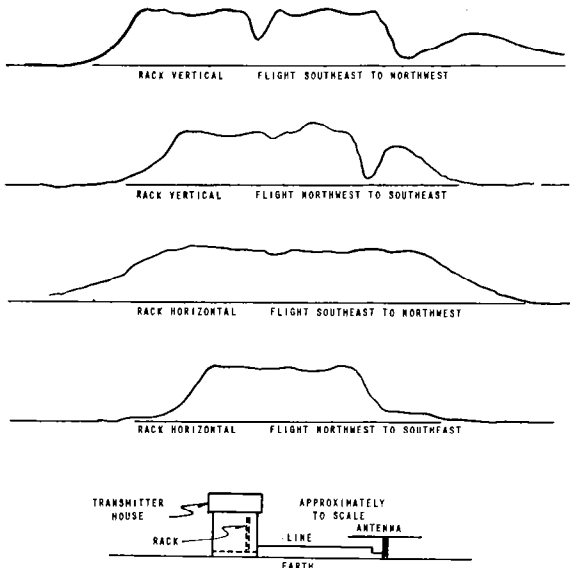 RACK VERTICAL FLIGHT SOUTHEAST TO NORTHWEST
RACK VERTICAL FLIGHT NORTHWEST TO SOUTHEAST
RACK HORIZONTAL FLIGHT SOUTHEAST TO NORTHWEST
RACK HORIZONTAL FLIGHT NORTHWEST TO SOUTHEAST
TRANSMITTER
HOUSE
RACK
APPROXIMATELY
TO SCALE
ANTENNA
LINE
EARTH